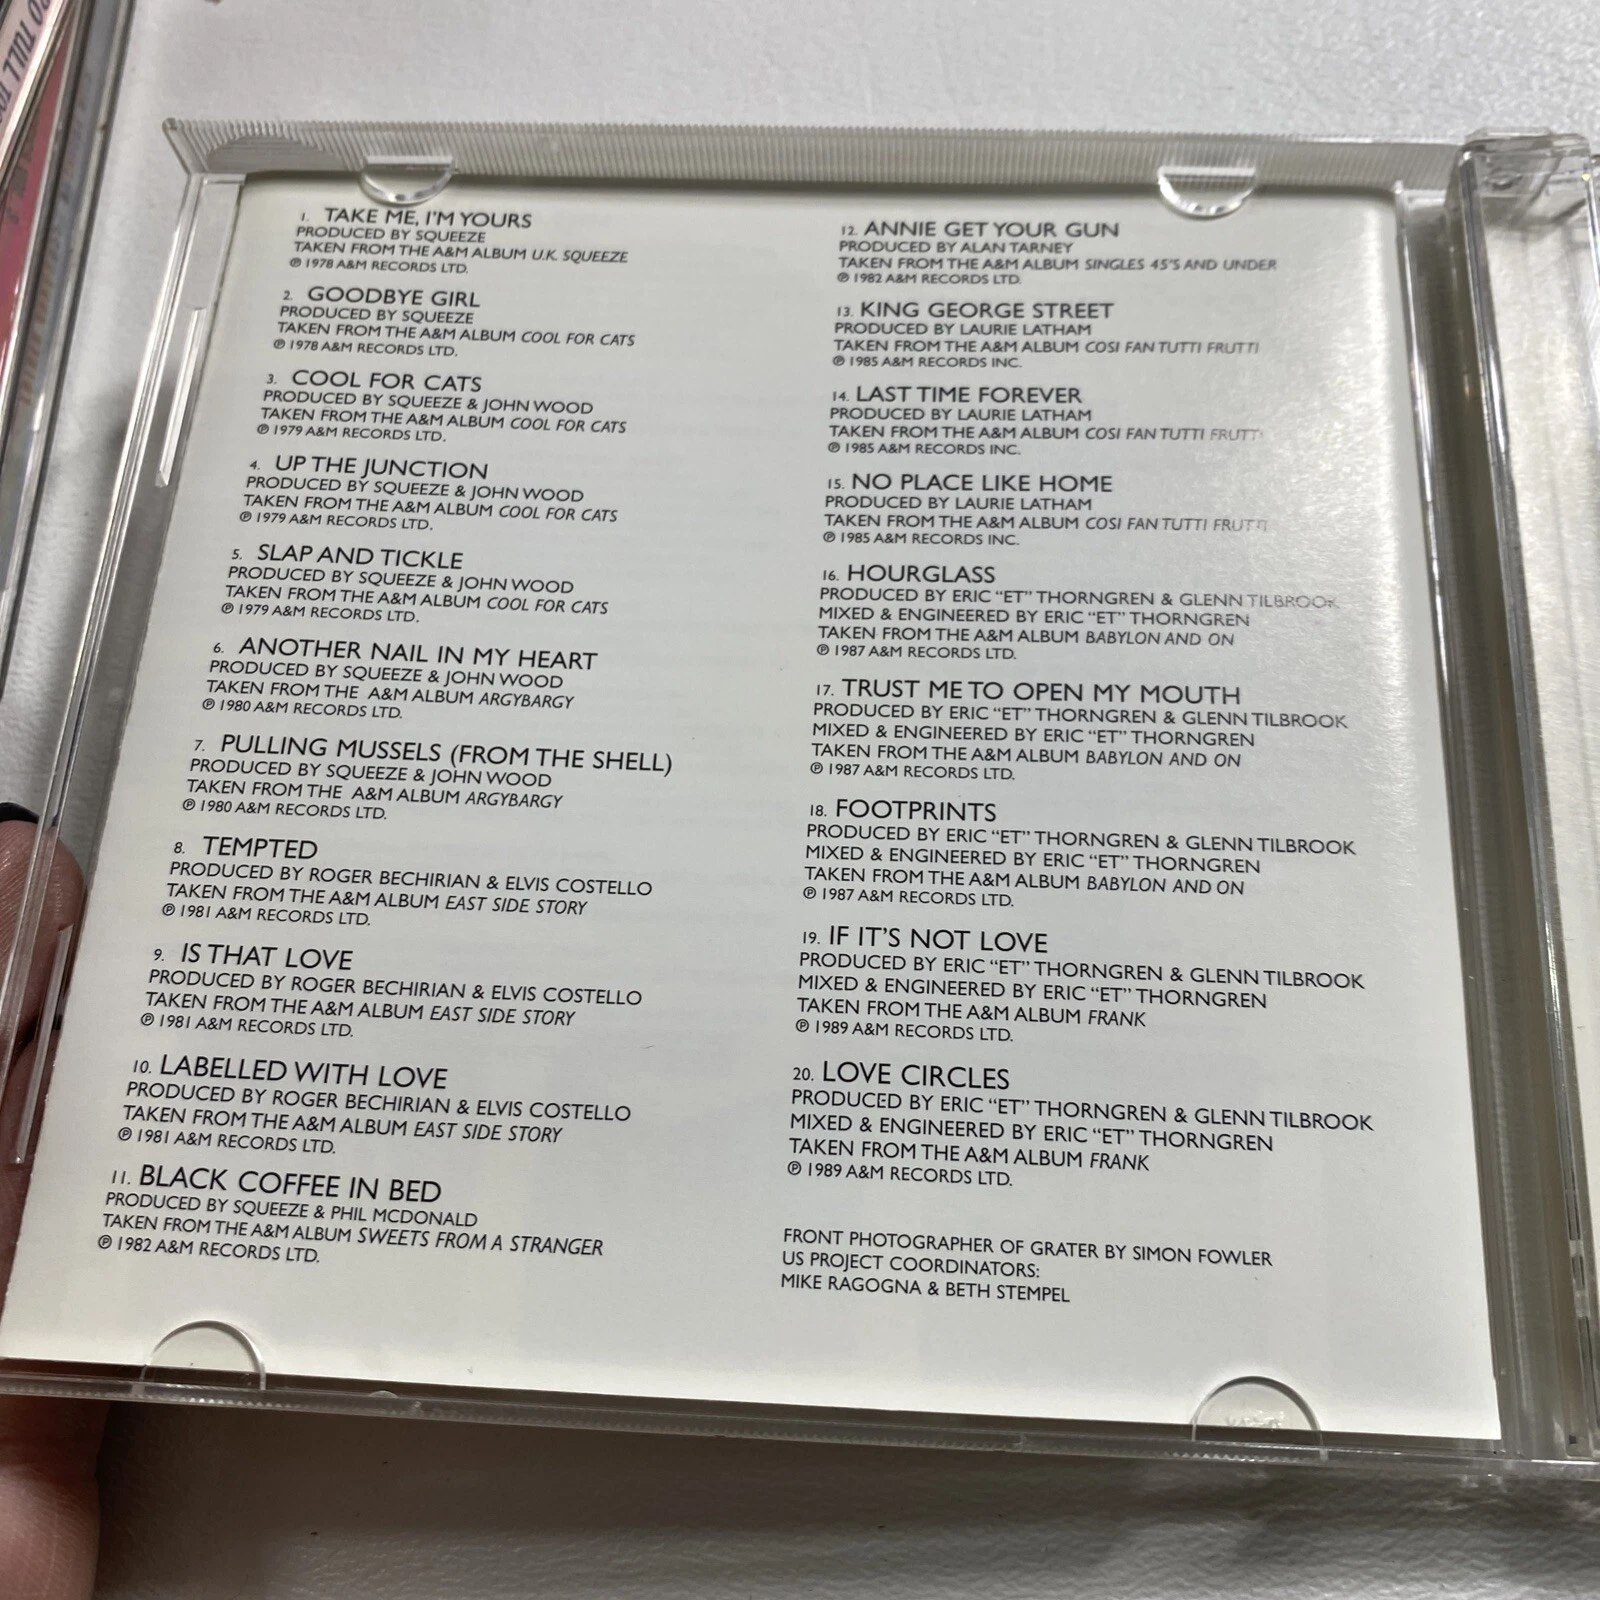 1. TAKE ME, I'M YOURS
PRODUCED BY SQUEEZE
TAKEN FROM THE A&M ALBUM U.K. SQUEEZE
℗ 1978 A&M RECORDS LTD.
2. GOODBYE GIRL
PRODUCED BY SQUEEZE
TAKEN FROM THE A&M ALBUM COOL FOR CATS
℗ 1978 A&M RECORDS LTD.
3. COOL FOR CATS
PRODUCED BY SQUEEZE & JOHN WOOD
TAKEN FROM THE A&M ALBUM COOL FOR CATS
℗ 1979 A&M RECORDS LTD.
4. UP THE JUNCTION
PRODUCED BY SQUEEZE & JOHN WOOD
TAKEN FROM THE A&M ALBUM COOL FOR CATS
℗ 1979 A&M RECORDS LTD.
5. SLAP AND TICKLE
PRODUCED BY SQUEEZE & JOHN WOOD
TAKEN FROM THE A&M ALBUM COOL FOR CATS
℗ 1979 A&M RECORDS LTD.
6. ANOTHER NAIL IN MY HEART
PRODUCED BY SQUEEZE & JOHN WOOD
TAKEN FROM THE A&M ALBUM ARGYBARGY
℗ 1980 A&M RECORDS LTD.
7. PULLING MUSSELS (FROM THE SHELL)
PRODUCED BY SQUEEZE & JOHN WOOD
TAKEN FROM THE A&M ALBUM ARGYBARGY
℗ 1980 A&M RECORDS LTD.
8. TEMPTED
PRODUCED BY ROGER BECHIRIAN & ELVIS COSTELLO
TAKEN FROM THE A&M ALBUM EAST SIDE STORY
℗ 1981 A&M RECORDS LTD.
9. IS THAT LOVE
PRODUCED BY ROGER BECHIRIAN & ELVIS COSTELLO
TAKEN FROM THE A&M ALBUM EAST SIDE STORY
℗ 1981 A&M RECORDS LTD.
10. LABELLED WITH LOVE
PRODUCED BY ROGER BECHIRIAN & ELVIS COSTELLO
TAKEN FROM THE A&M ALBUM EAST SIDE STORY
℗ 1981 A&M RECORDS LTD.
11. BLACK COFFEE IN BED
PRODUCED BY SQUEEZE & PHIL MCDONALD
TAKEN FROM THE A&M ALBUM SWEETS FROM A STRANGER
℗ 1982 A&M RECORDS LTD.
12. ANNIE GET YOUR GUN
PRODUCED BY ALAN TARNEY
TAKEN FROM THE A&M ALBUM SINGLES 45'S AND UNDER
℗ 1982 A&M RECORDS LTD.
13. KING GEORGE STREET
PRODUCED BY LAURIE LATHAM
TAKEN FROM THE A&M ALBUM COSI FAN TUTTI FRUTTI
℗ 1985 A&M RECORDS INC.
14. LAST TIME FOREVER
PRODUCED BY LAURIE LATHAM
TAKEN FROM THE A&M ALBUM COSI FAN TUTTI FRUTTI
℗ 1985 A&M RECORDS INC.
15. NO PLACE LIKE HOME
PRODUCED BY LAURIE LATHAM
TAKEN FROM THE A&M ALBUM COSI FAN TUTTI FRUTTI
℗ 1985 A&M RECORDS INC.
16. HOURGLASS
PRODUCED BY ERIC "ET" THORNGREN & GLENN TILBROOK
MIXED & ENGINEERED BY ERIC "ET" THORNGREN
TAKEN FROM THE A&M ALBUM BABYLON AND ON
℗ 1987 A&M RECORDS LTD.
17. TRUST ME TO OPEN MY MOUTH
PRODUCED BY ERIC "ET" THORNGREN & GLENN TILBROOK
MIXED & ENGINEERED BY ERIC "ET" THORNGREN
TAKEN FROM THE A&M ALBUM BABYLON AND ON
℗ 1987 A&M RECORDS LTD.
18. FOOTPRINTS
PRODUCED BY ERIC "ET" THORNGREN & GLENN TILBROOK
MIXED & ENGINEERED BY ERIC "ET" THORNGREN
TAKEN FROM THE A&M ALBUM BABYLON AND ON
℗ 1987 A&M RECORDS LTD.
19. IF IT'S NOT LOVE
PRODUCED BY ERIC "ET" THORNGREN & GLENN TILBROOK
MIXED & ENGINEERED BY ERIC "ET" THORNGREN
TAKEN FROM THE A&M ALBUM FRANK
℗ 1989 A&M RECORDS LTD.
20. LOVE CIRCLES
PRODUCED BY ERIC "ET" THORNGREN & GLENN TILBROOK
MIXED & ENGINEERED BY ERIC "ET" THORNGREN
TAKEN FROM THE A&M ALBUM FRANK
℗ 1989 A&M RECORDS LTD.
FRONT PHOTOGRAPHER OF GRATER BY SIMON FOWLER
US PROJECT COORDINATORS:
MIKE RAGOGNA & BETH STEMPEL
TULL